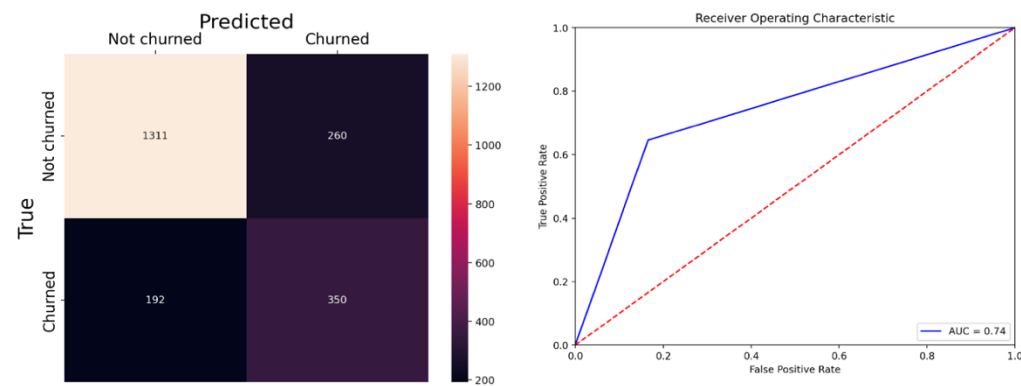 Predicted
Not churned Churned
True
Not churned
Churned
1311 260
192 350
1200
1000
800
600
400
200
Receiver Operating Characteristic
True Positive Rate
1.0
0.8
0.6
0.4
0.2
0.0
0.0 0.2 0.4 0.6 0.8 1.0
False Positive Rate
AUC = 0.74